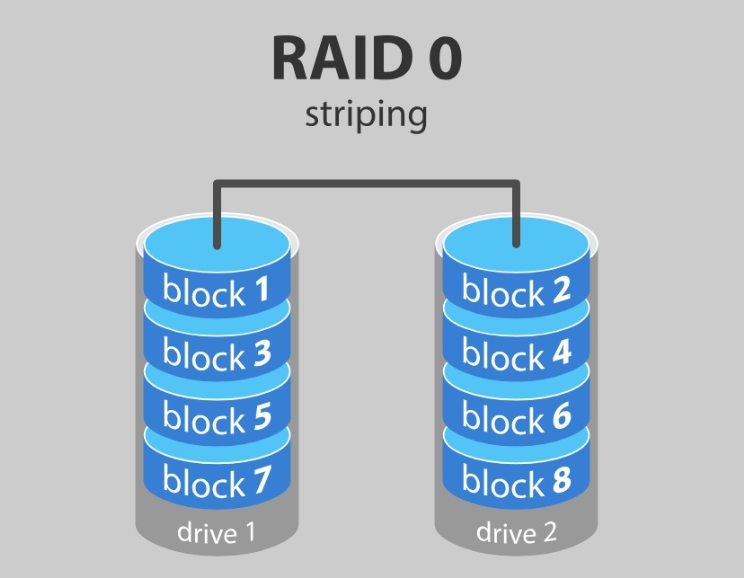 RAID 0
striping
block 1
block 3
block 5
block 7
drive 1
block 2
block 4
block 6
block 8
drive 2